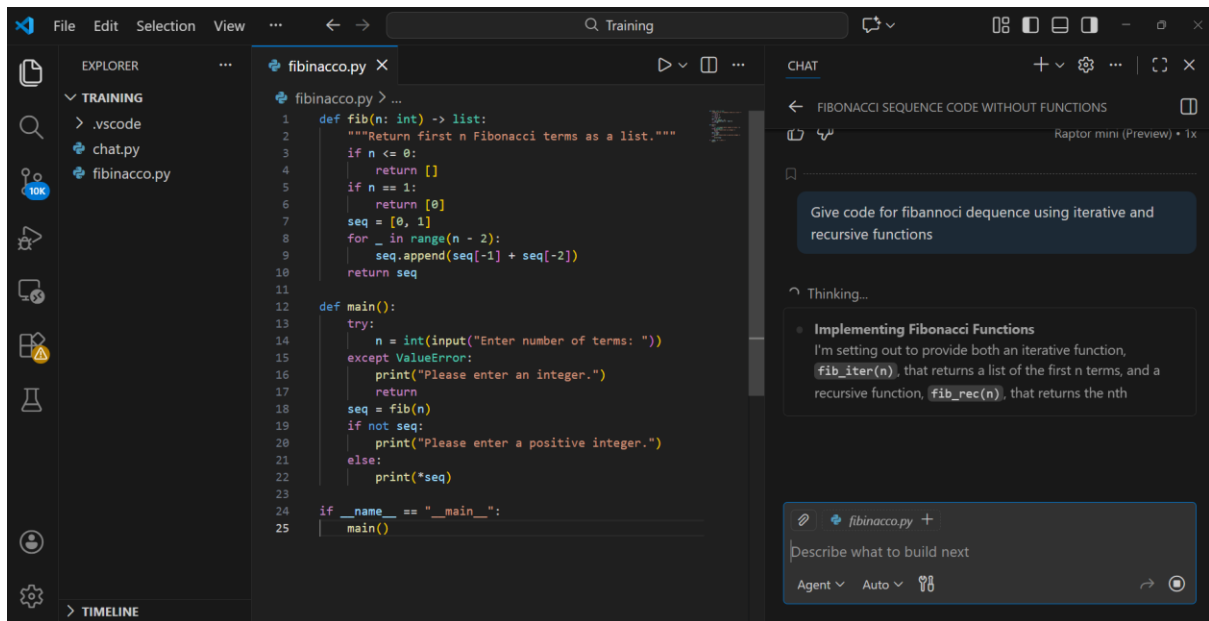 File Edit Selection View ··· Training
EXPLORER ···
TRAINING
.vscode
chat.py
fibinacco.py
10K
TIMELINE
fibinacco.py
fibinacco.py > ...
1 def fib(n: int) -> list:
2 """Return first n Fibonacci terms as a list."""
3 if n <= 0:
4 return []
5 if n == 1:
6 return [0]
7 seq = [0, 1]
8 for _ in range(n - 2):
9 seq.append(seq[-1] + seq[-2])
10 return seq
11
12 def main():
13 try:
14 n = int(input("Enter number of terms: "))
15 except ValueError:
16 print("Please enter an integer.")
17 return
18 seq = fib(n)
19 if not seq:
20 print("Please enter a positive integer.")
21 else:
22 print(*seq)
23
24 if __name__ == "__main__":
25 main()
CHAT
FIBONACCI SEQUENCE CODE WITHOUT FUNCTIONS
Raptor mini (Preview) • 1x
Give code for fibannoci dequence using iterative and
recursive functions
Thinking...
Implementing Fibonacci Functions
I'm setting out to provide both an iterative function,
fib_iter(n), that returns a list of the first n terms, and a
recursive function, fib_rec(n), that returns the nth
fibinacco.py +
Describe what to build next
Agent Auto